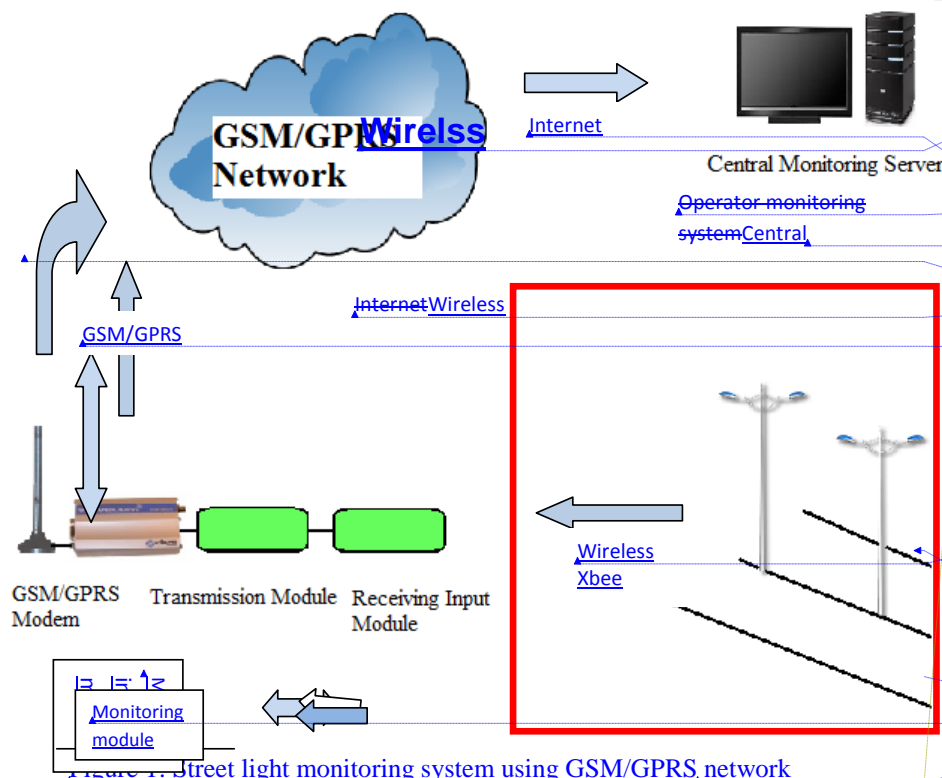 GSM/GPRS
Wirelss
Network
Internet
Central Monitoring Server
Operator monitoring
systemCentral
InternetWireless
GSM/GPRS
Wireless
Xbee
GSM/GPRS
Modem
Transmission Module
Receiving Input
Module
Monitoring
module
Figure 1. Street light monitoring system using GSM/GPRS network